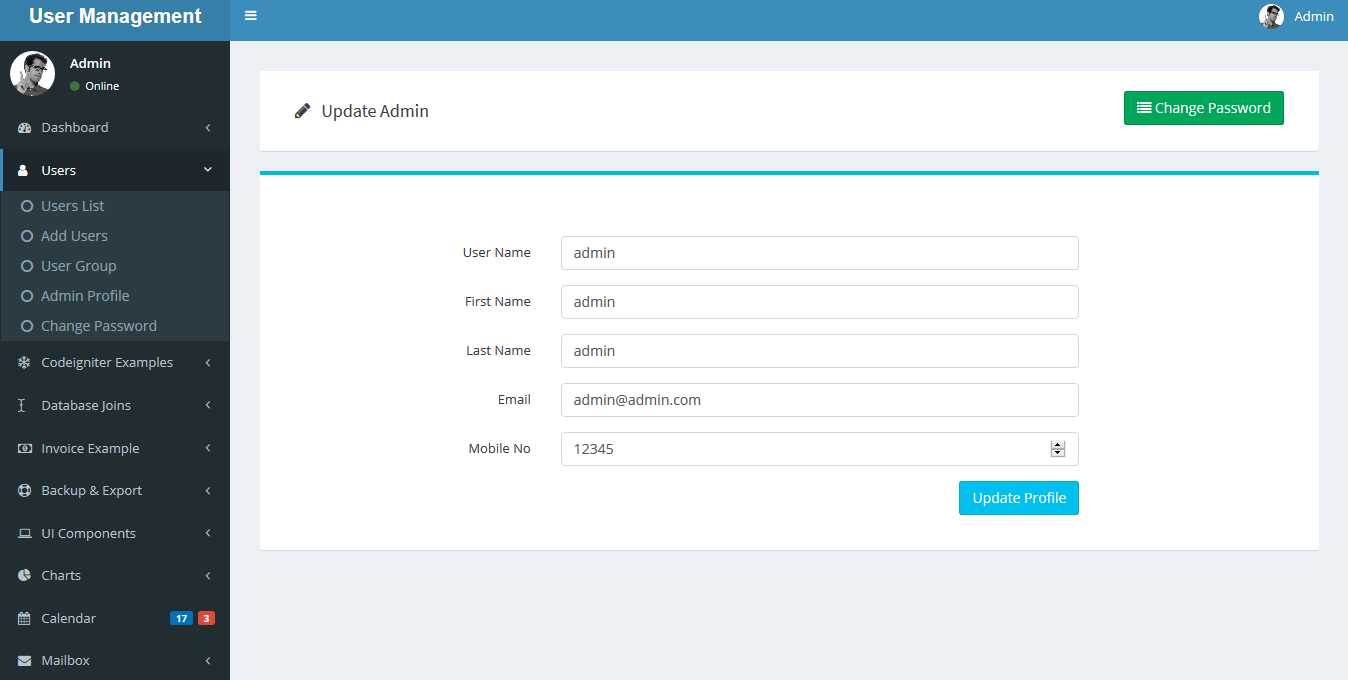 User Management
Admin
Admin
Online
Dashboard
Users
Users List
Add Users
User Group
Admin Profile
Change Password
Codeigniter Examples
Database Joins
Invoice Example
Backup & Export
UI Components
Charts
Calendar 17 3
Mailbox
Update Admin
Change Password
User Name admin
First Name admin
Last Name admin
Email admin@admin.com
Mobile No 12345
Update Profile